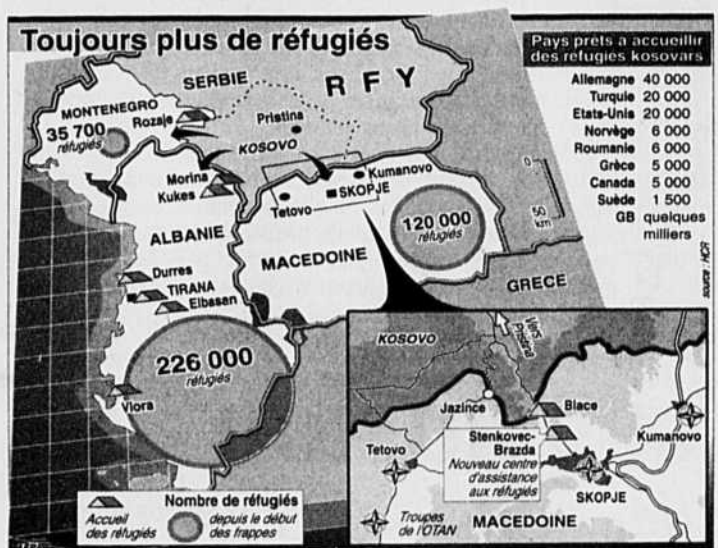 Toujours plus de réfugiés
SERBIE
R F Y
MONTENEGRO
Rozaje
35 700
réfugiés
Pristina
KOSOVO
Morina
Kukes
Kumanovo
SKOPJE
Tetovo
120 000
réfugiés
ALBANIE
MACEDOINE
GRECE
Durres
TIRANA
Elbasan
226 000
réfugiés
Vlora
0
50
km
Pays prêts a accueillir
des réfugiés kosovars
Allemagne 40 000
Turquie 20 000
Etats-Unis 20 000
Norvège 6 000
Roumanie 6 000
Grèce 5 000
Canada 5 000
Suède 1 500
GB quelques
milliers
source : HCR
Accueil
des réfugiés
Nombre de réfugiés
depuis le début
des frappes
Vers
Pristina
KOSOVO
Jazince
Blace
Stenkovec-
Brazda
Nouveau centre
d'assistance
aux réfugiés
Kumanovo
Tetovo
SKOPJE
Troupes
de l'OTAN
MACEDOINE